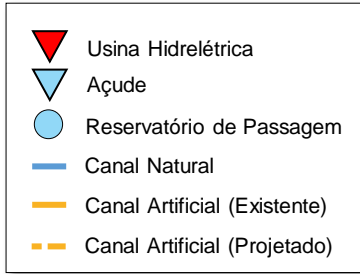 Usina Hidrelétrica
Açude
Reservatório de Passagem
Canal Natural
Canal Artificial (Existente)
Canal Artificial (Projetado)